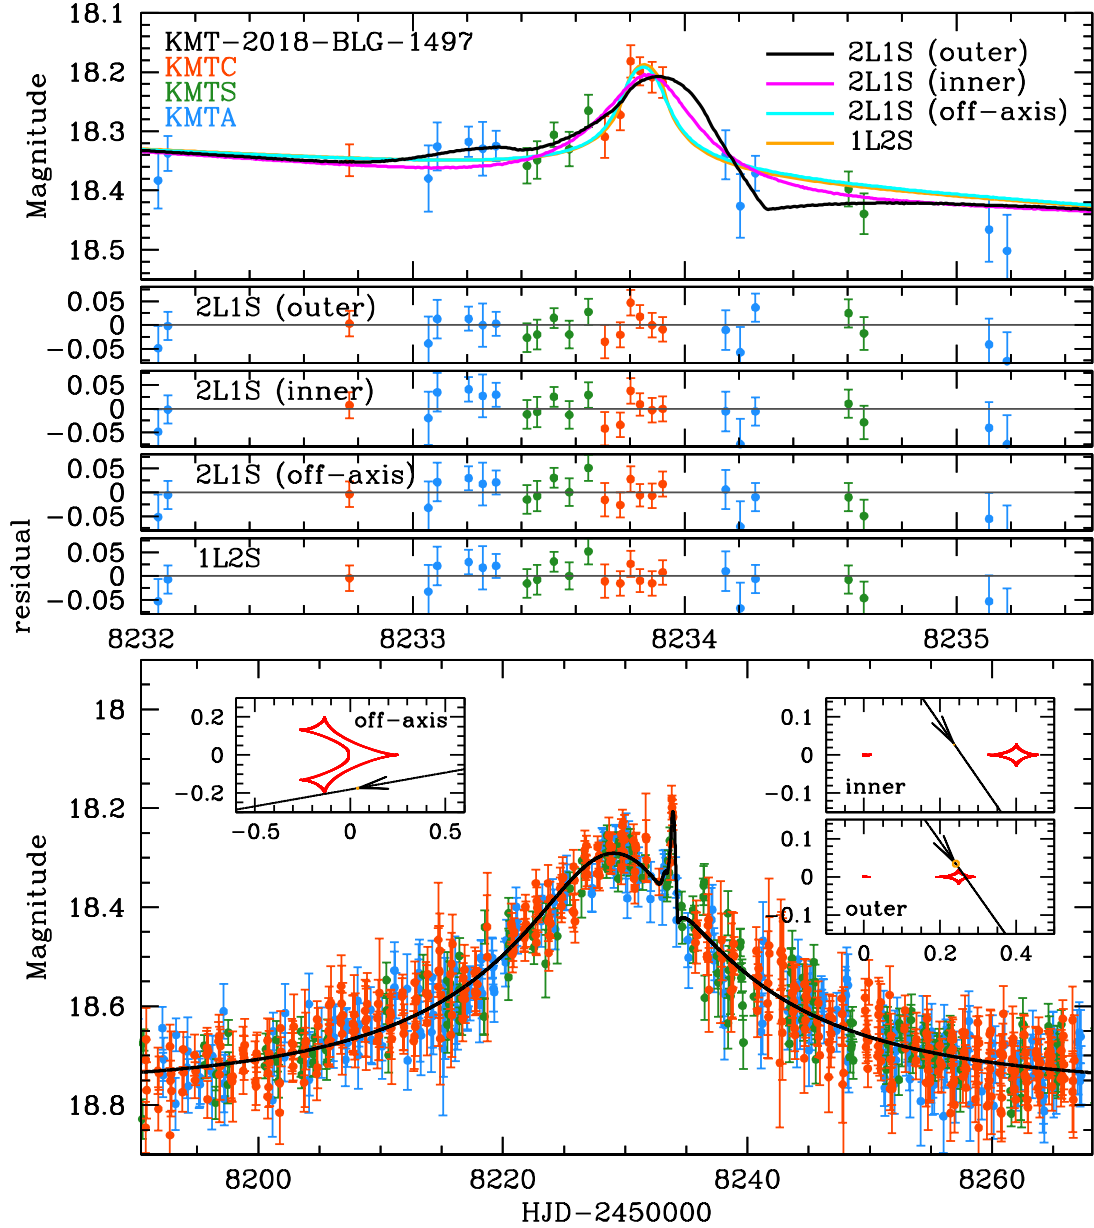 18.1
KMT-2018-BLG-1497
KMTC
KMTS
KMTA
2L1S (outer)
2L1S (inner)
2L1S (off-axis)
1L2S
18.2
18.3
18.4
18.5
Magnitude
0.05
0
-0.05
2L1S (outer)
0.05
0
-0.05
2L1S (inner)
0.05
0
-0.05
2L1S (off-axis)
0.05
0
-0.05
1L2S
residual
8232
8233
8234
8235
18
18.2
18.4
18.6
18.8
Magnitude
off-axis
0.2
0
-0.2
-0.5
0
0.5
0.1
0
-0.1
inner
0.1
0
-0.1
outer
0
0.2
0.4
8200
8220
8240
8260
HJD-2450000